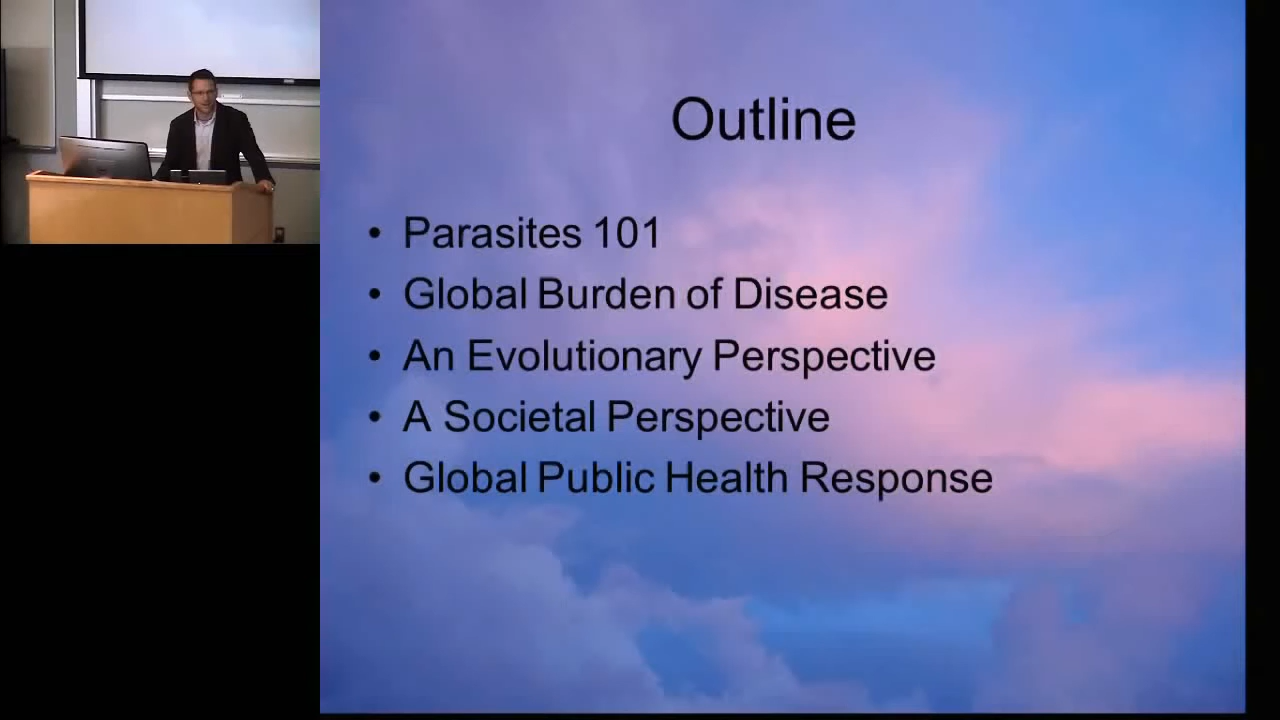 Outline
• Parasites 101
• Global Burden of Disease
• An Evolutionary Perspective
• A Societal Perspective
• Global Public Health Response